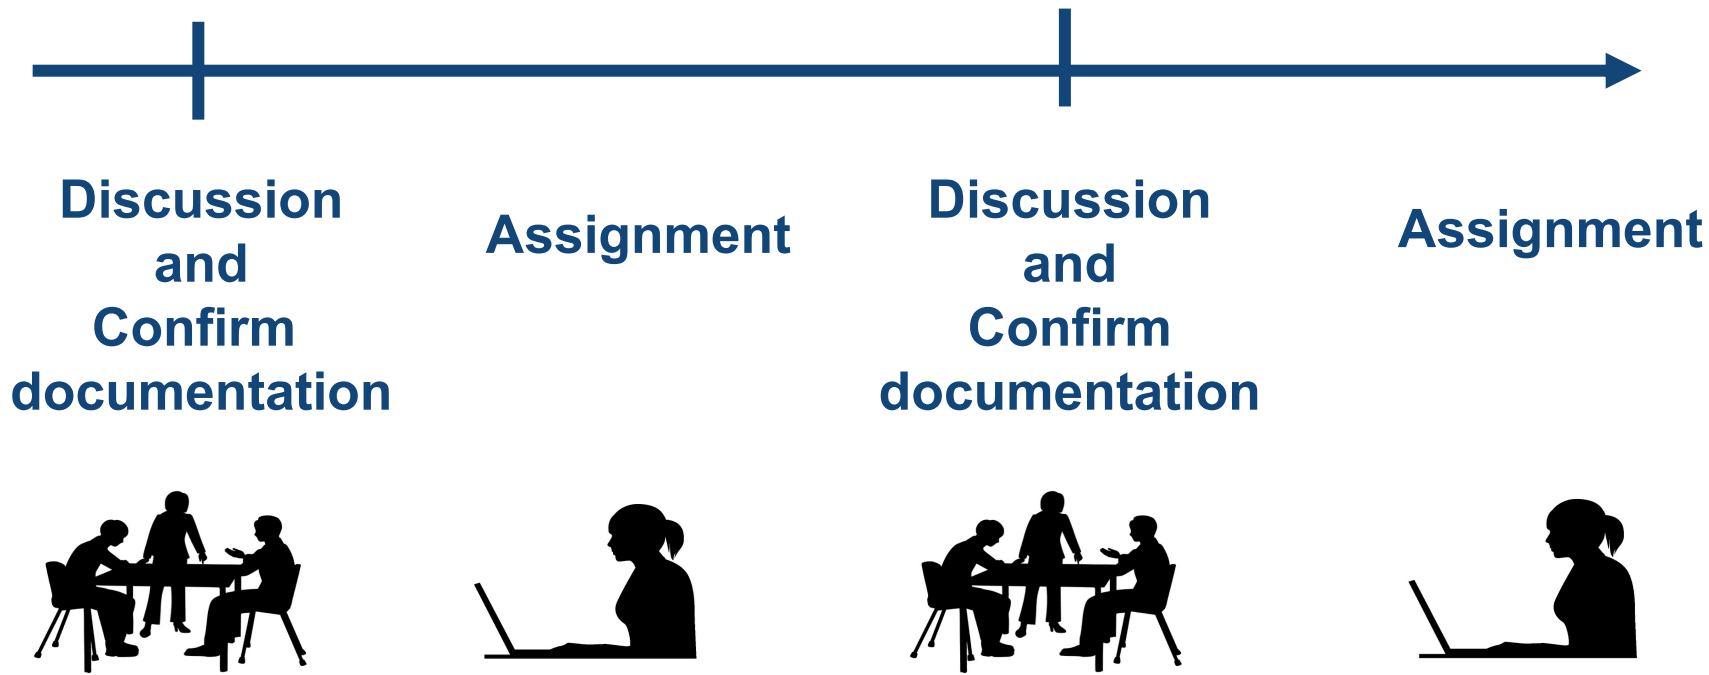 Discussion
and
Confirm
documentation
Assignment
Discussion
and
Confirm
documentation
Assignment